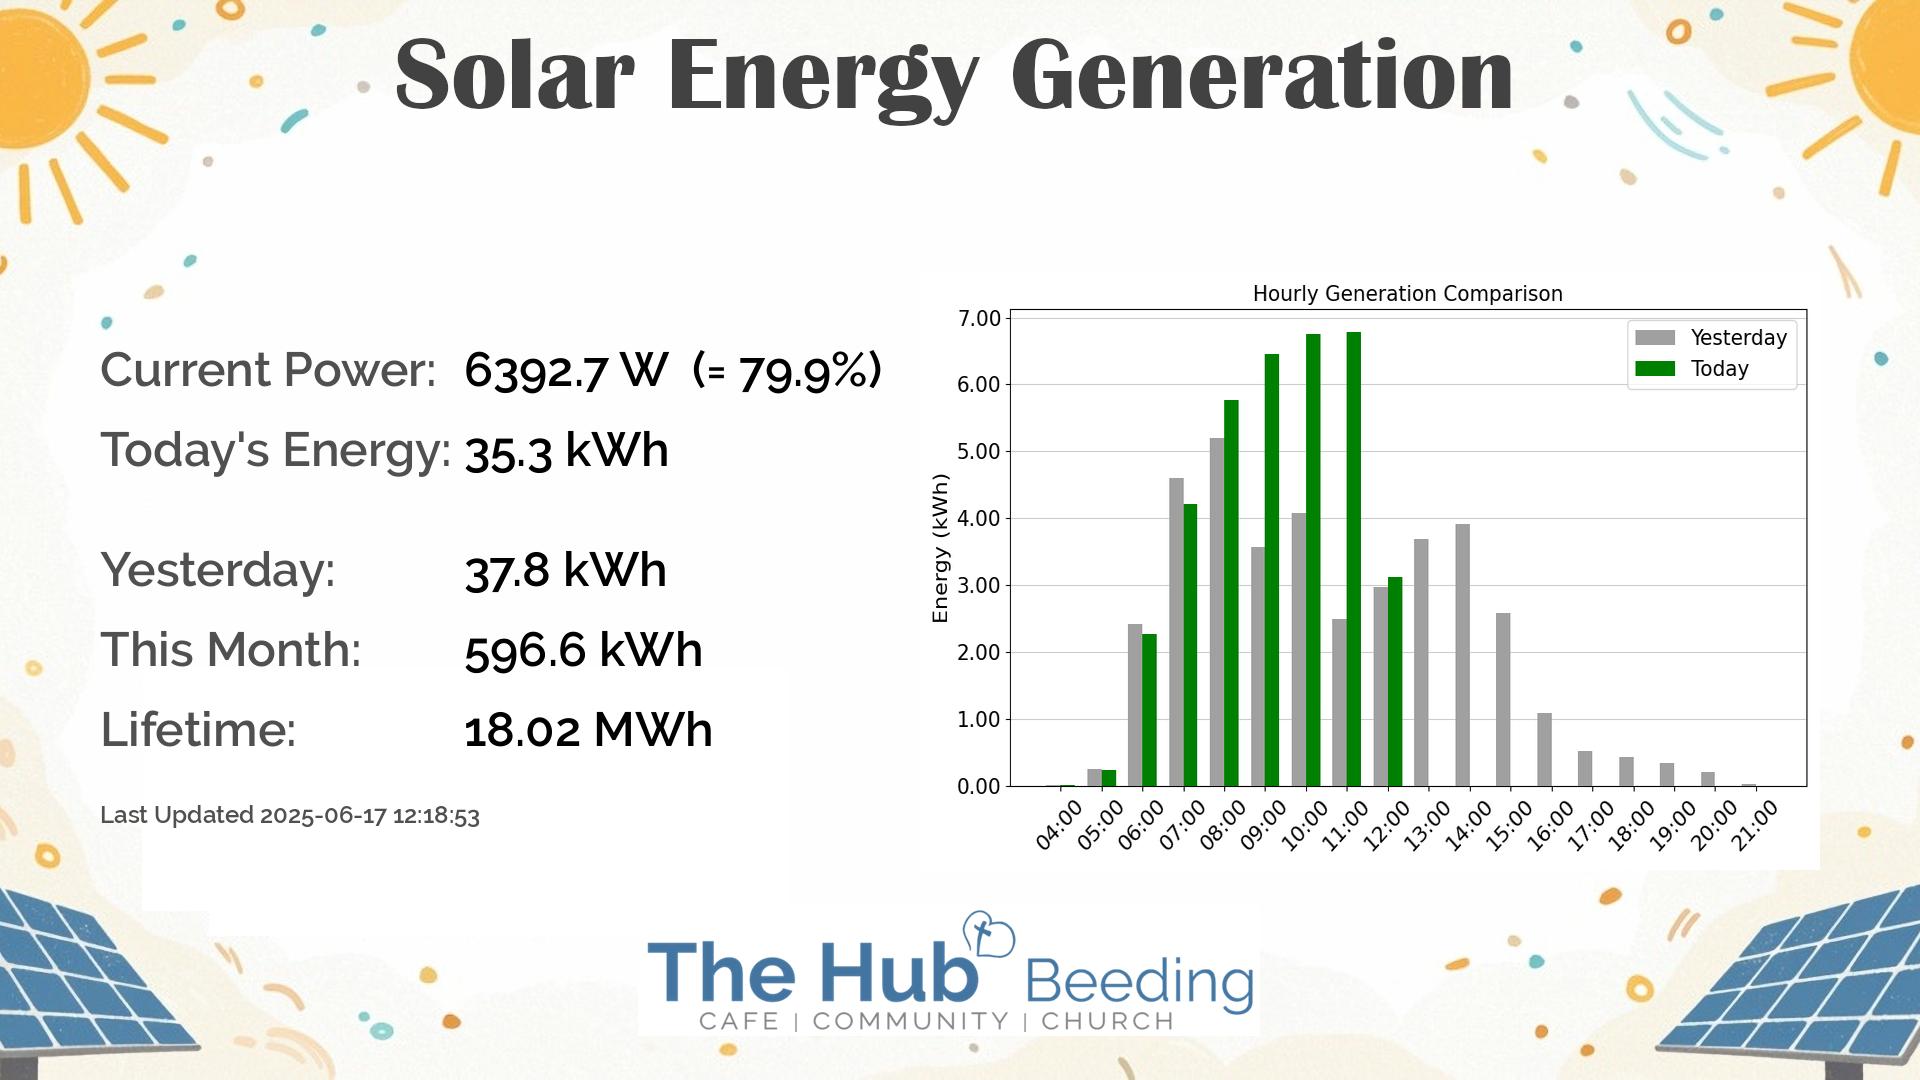 Solar Energy Generation
Current Power: 6392.7 W (= 79.9%)
Today's Energy: 35.3 kWh
Yesterday: 37.8 kWh
This Month: 596.6 kWh
Lifetime: 18.02 MWh
Last Updated 2025-06-17 12:18:53
Hourly Generation Comparison
Yesterday
Today
Energy (kWh)
7.00
6.00
5.00
4.00
3.00
2.00
1.00
0.00
04:00 05:00 06:00 07:00 08:00 09:00 10:00 11:00 12:00 13:00 14:00 15:00 16:00 17:00 18:00 19:00 20:00 21:00
The Hub Beeding
CAFE | COMMUNITY | CHURCH